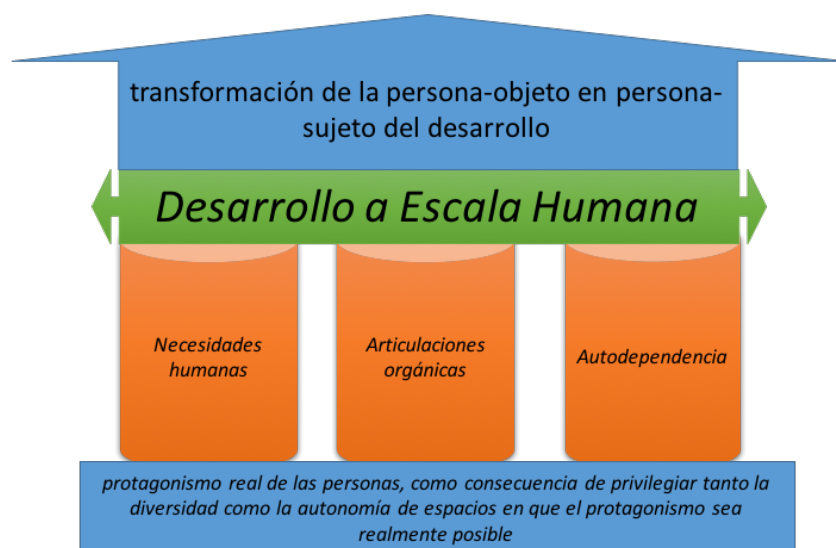 transformación de la persona-objeto en persona-
sujeto del desarrollo
Desarrollo a Escala Humana
Necesidades
humanas
Articulaciones
orgánicas
Autodependencia
protagonismo real de las personas, como consecuencia de privilegiar tanto la
diversidad como la autonomía de espacios en que el protagonismo sea
realmente posible